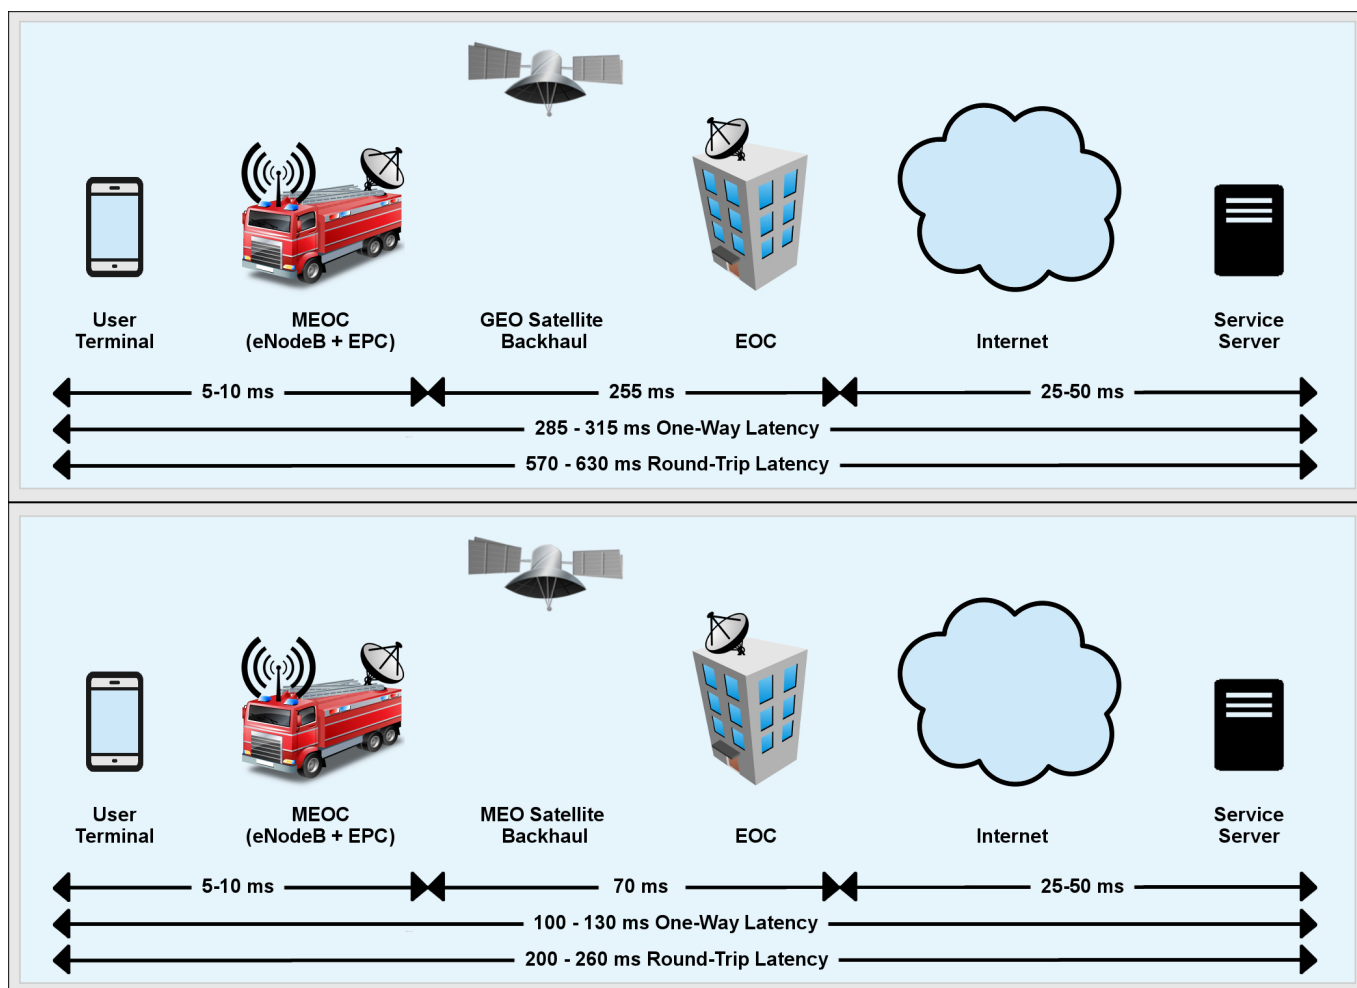 User
Terminal
MEOC
(eNodeB + EPC)
GEO Satellite
Backhaul
EOC
Internet
Service
Server
5-10 ms
255 ms
25-50 ms
285 - 315 ms One-Way Latency
570 - 630 ms Round-Trip Latency
User
Terminal
MEOC
(eNodeB + EPC)
MEO Satellite
Backhaul
EOC
Internet
Service
Server
5-10 ms
70 ms
25-50 ms
100 - 130 ms One-Way Latency
200 - 260 ms Round-Trip Latency